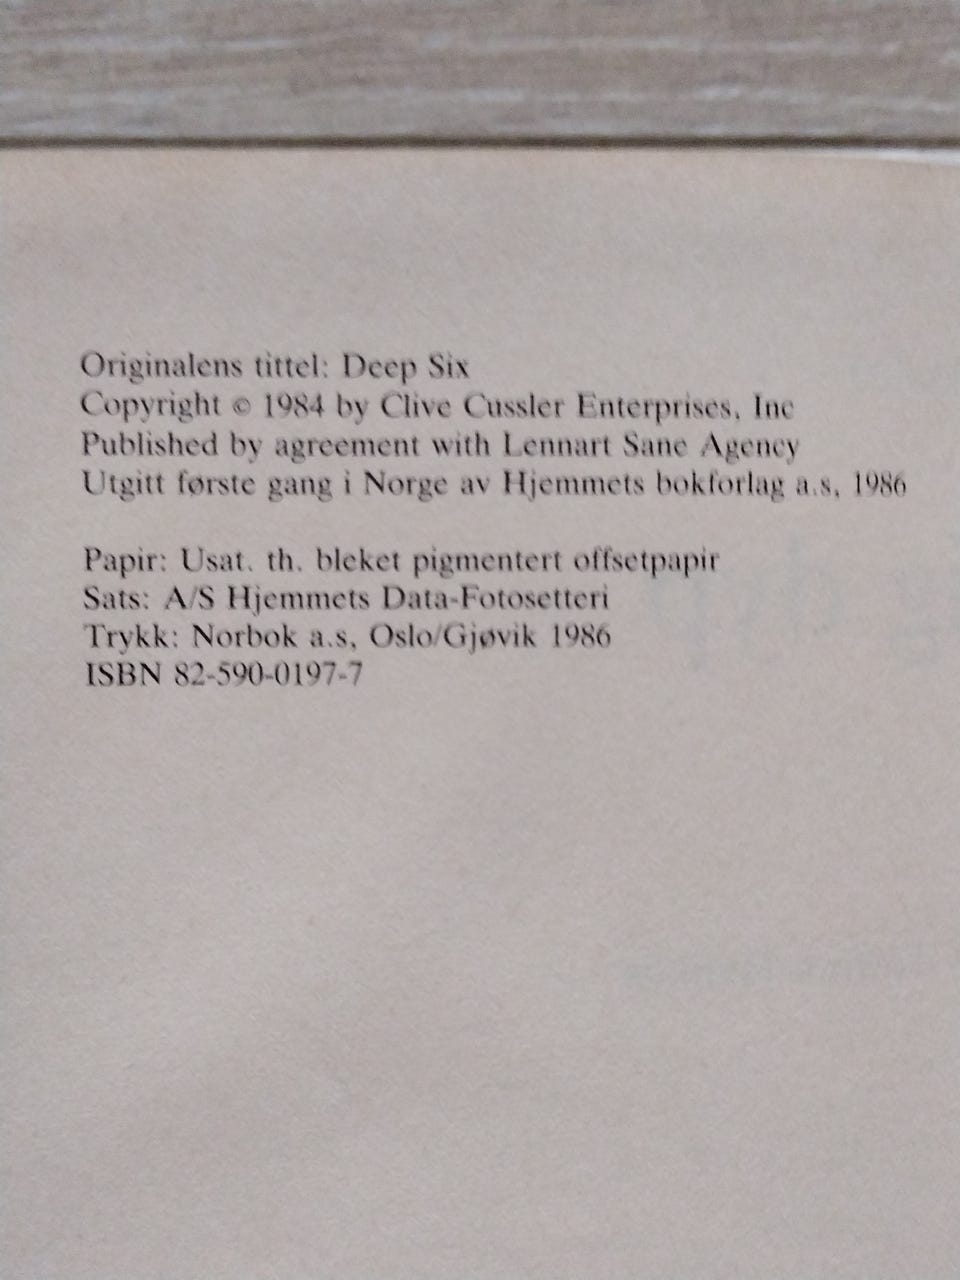 Originalens tittel: Deep Six
Copyright © 1984 by Clive Cussler Enterprises, Inc
Published by agreement with Lennart Sane Agency
Utgitt første gang i Norge av Hjemmets bokforlag a.s, 1986
Papir: Usat. th. bleket pigmentert offsetpapir
Sats: A/S Hjemmets Data-Fotosetteri
Trykk: Norbok a.s, Oslo/Gjøvik 1986
ISBN 82-590-0197-7